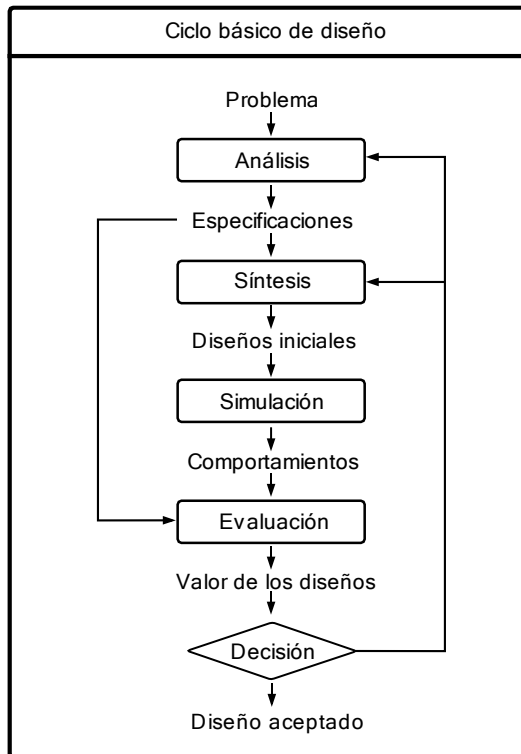 Ciclo básico de diseño
Problema
Análisis
Especificaciones
Síntesis
Diseños iniciales
Simulación
Comportamientos
Evaluación
Valor de los diseños
Decisión
Diseño aceptado